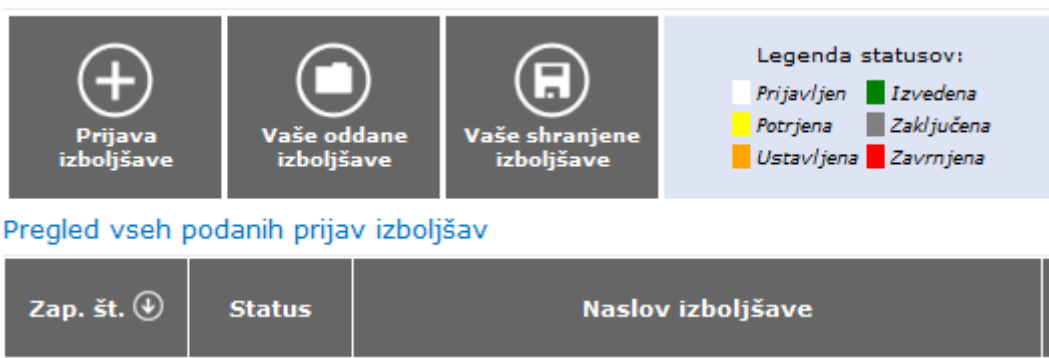 Prijava
izboljšave
Vaše oddane
izboljšave
Vaše shranjene
izboljšave
Legenda statusov:
Prijavljen Izvedena
Potrjena Zaključena
Ustavljena Zavrnjena
Pregled vseh podanih prijav izboljšav
Zap. št. Status Naslov izboljšave